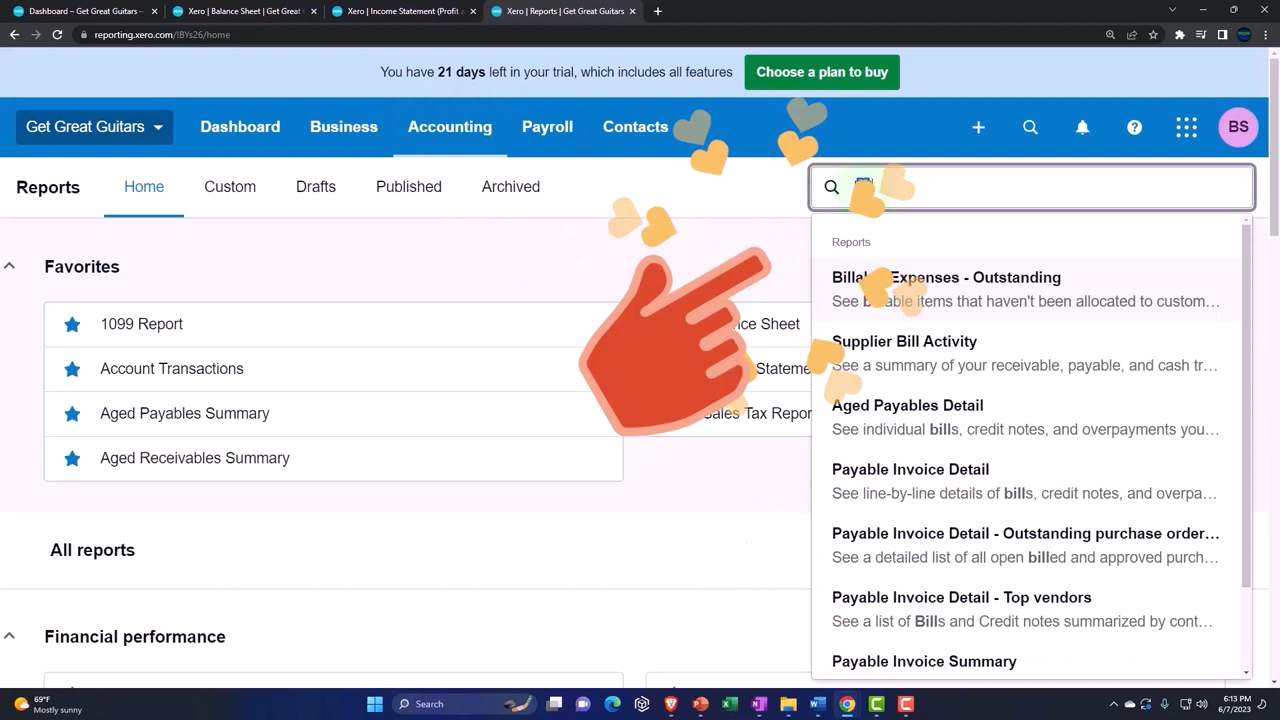 Dashboard – Get Great Guitars –
Xero | Balance Sheet | Get Great
Xero | Income Statement (Profit a
Xero | Reports | Get Great Guitars
reporting.xero.com/!BYs26/home
You have 21 days left in your trial, which includes all features
Choose a plan to buy
Get Great Guitars
Dashboard
Business
Accounting
Payroll
Contacts
BS
Reports
Home
Custom
Drafts
Published
Archived
Reports
Favorites
Expenses - Outstanding
See billable items that haven't been allocated to custom…
1099 Report
ce Sheet
Supplier Bill Activity
See a summary of your receivable, payable, and cash tr…
Account Transactions
Stateme
Aged Payables Detail
Aged Payables Summary
Sales Tax Repor
See individual bills, credit notes, and overpayments you…
Aged Receivables Summary
Payable Invoice Detail
See line-by-line details of bills, credit notes, and overpa…
Payable Invoice Detail - Outstanding purchase order…
All reports
See a detailed list of all open billed and approved purch…
Payable Invoice Detail - Top vendors
See a list of Bills and Credit notes summarized by cont…
Financial performance
Payable Invoice Summary
69°F
Mostly sunny
Search
6:13 PM
6/7/2023